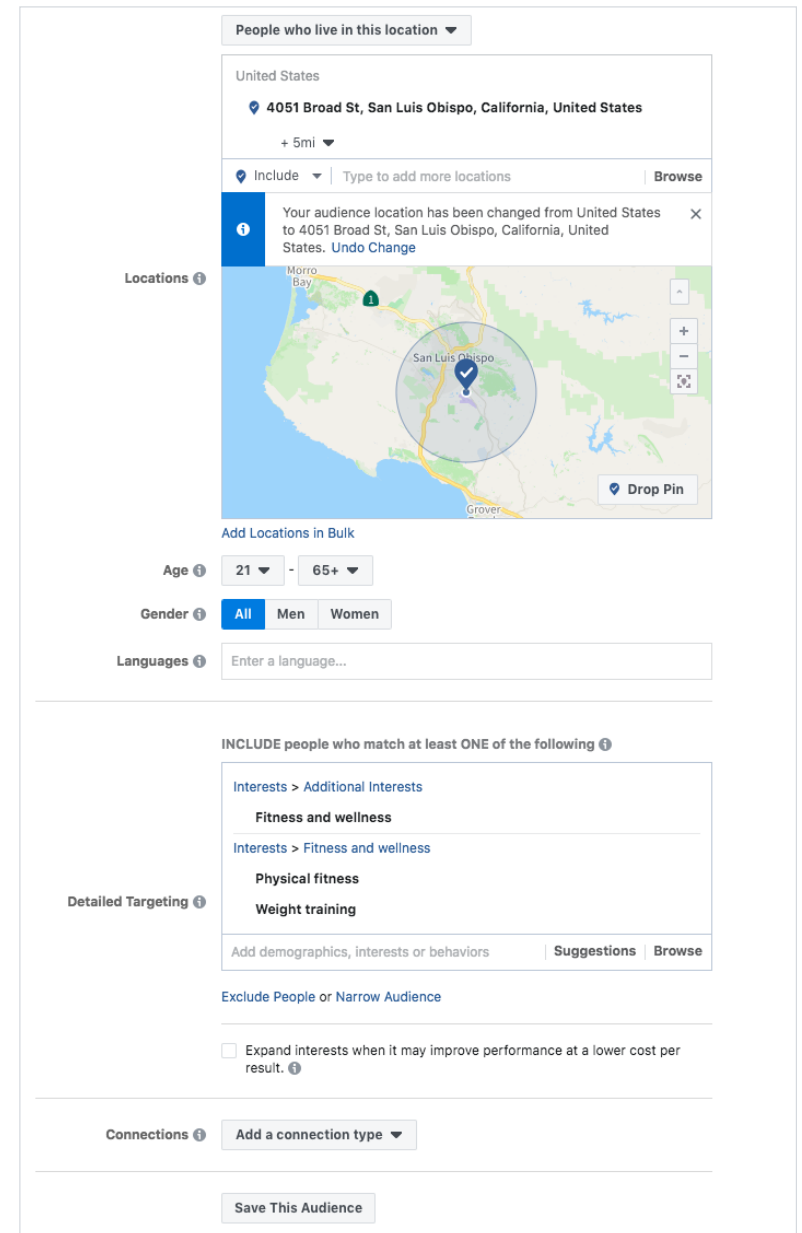 People who live in this location
United States
4051 Broad St, San Luis Obispo, California, United States
+ 5mi
Include
Type to add more locations
Browse
Your audience location has been changed from United States
to 4051 Broad St, San Luis Obispo, California, United
States. Undo Change
Locations
Morro
Bay
1
San Luis Obispo
Drop Pin
Grover
Add Locations in Bulk
Age
21
-
65+
Gender
All
Men
Women
Languages
Enter a language...
INCLUDE people who match at least ONE of the following
Interests > Additional Interests
Fitness and wellness
Interests > Fitness and wellness
Physical fitness
Weight training
Detailed Targeting
Add demographics, interests or behaviors
Suggestions
Browse
Exclude People or Narrow Audience
Expand interests when it may improve performance at a lower cost per
result.
Connections
Add a connection type
Save This Audience